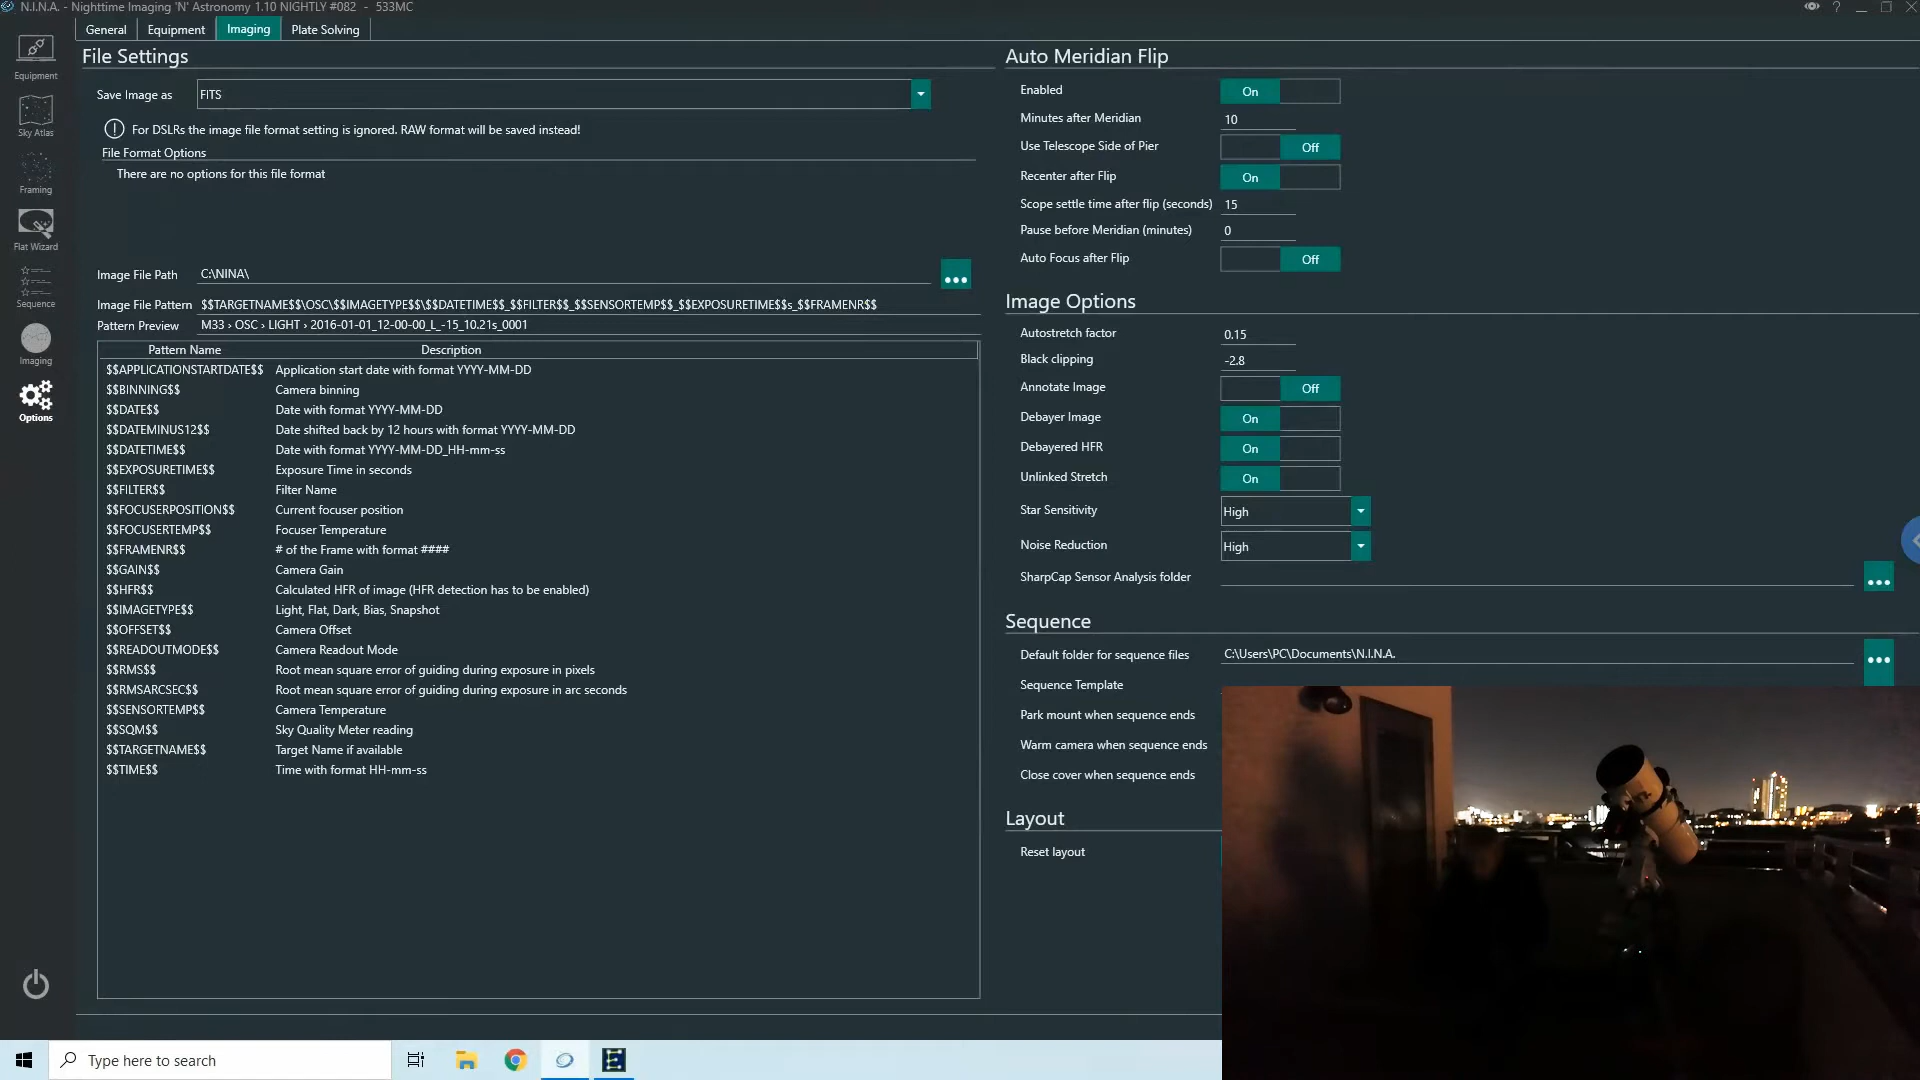 N.I.N.A. - Nighttime Imaging 'N' Astronomy 1.10 NIGHTLY #082 - 533MC
General
Equipment
Imaging
Plate Solving
Equipment
Sky Atlas
Framing
Flat Wizard
Sequence
Imaging
Options
File Settings
Save Image as
FITS
For DSLRs the image file format setting is ignored. RAW format will be saved instead!
File Format Options
There are no options for this file format
Image File Path
C:\NINA\
...
Image File Pattern $$TARGETNAME$$\OSC\$$IMAGETYPE$$\$$DATETIME$$_$$FILTER$$_$$SENSORTEMP$$_$$EXPOSURETIME$$s_$$FRAMENR$$
Pattern Preview M33 › OSC › LIGHT › 2016-01-01_12-00-00_L_-15_10.21s_0001
Pattern Name Description
$$APPLICATIONSTARTDATE$$ Application start date with format YYYY-MM-DD
$$BINNING$$ Camera binning
$$DATE$$ Date with format YYYY-MM-DD
$$DATEMINUS12$$ Date shifted back by 12 hours with format YYYY-MM-DD
$$DATETIME$$ Date with format YYYY-MM-DD_HH-mm-ss
$$EXPOSURETIME$$ Exposure Time in seconds
$$FILTER$$ Filter Name
$$FOCUSERPOSITION$$ Current focuser position
$$FOCUSERTEMP$$ Focuser Temperature
$$FRAMENR$$ # of the Frame with format ####
$$GAIN$$ Camera Gain
$$HFR$$ Calculated HFR of image (HFR detection has to be enabled)
$$IMAGETYPE$$ Light, Flat, Dark, Bias, Snapshot
$$OFFSET$$ Camera Offset
$$READOUTMODE$$ Camera Readout Mode
$$RMS$$ Root mean square error of guiding during exposure in pixels
$$RMSARCSEC$$ Root mean square error of guiding during exposure in arc seconds
$$SENSORTEMP$$ Camera Temperature
$$SQM$$ Sky Quality Meter reading
$$TARGETNAME$$ Target Name if available
$$TIME$$ Time with format HH-mm-ss
Auto Meridian Flip
Enabled On
Minutes after Meridian 10
Use Telescope Side of Pier Off
Recenter after Flip On
Scope settle time after flip (seconds) 15
Pause before Meridian (minutes) 0
Auto Focus after Flip Off
Image Options
Autostretch factor 0.15
Black clipping -2.8
Annotate Image Off
Debayer Image On
Debayered HFR On
Unlinked Stretch On
Star Sensitivity High
Noise Reduction High
SharpCap Sensor Analysis folder ...
Sequence
Default folder for sequence files C:\Users\PC\Documents\N.I.N.A. ...
Sequence Template
Park mount when sequence ends
Warm camera when sequence ends
Close cover when sequence ends
Layout
Reset layout
Type here to search